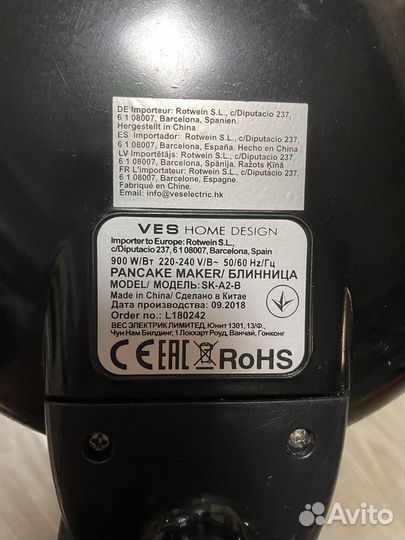 DE Importeur: Rotwein S.L., c/Diputacio 237,
6 1 08007, Barcelona, Spanien.
Hergestellt in China
ES Importador: Rotwein S.L., c/Diputacio 237,
6 1 08007, Barcelona, España. Hecho en China
LV Importētājs: Rotwein S.L., c/Diputacio 237,
6 1 08007, Barcelona, Spānija. Ražots Ķīnā
FR L'importateur: Rotwein S.L., c/Diputacio 237,
6 1 08007, Barcelone, Espagne.
Fabriqué en Chine.
Email: info@veselectric.hk
VES HOME DESIGN
Importer to Europe: Rotwein S.L.,
c/Diputacio 237, 6 1 08007, Barcelona, Spain
900 W/Вт 220-240 V/В~ 50/60 Hz/Гц
PANCAKE MAKER/ БЛИННИЦА
MODEL/ МОДЕЛЬ: SK-A2-B
Made in China/ Сделано в Китае
Дата производства: 09.2018
Order no.: L180242
ВЕС ЭЛЕКТРИК ЛИМИТЕД, Юнит 1301, 13/Ф.,
Чун Нам Билдинг, 1 Локхарт Роуд, Ванчай, Гонконг
CE EAC RoHS
Avito